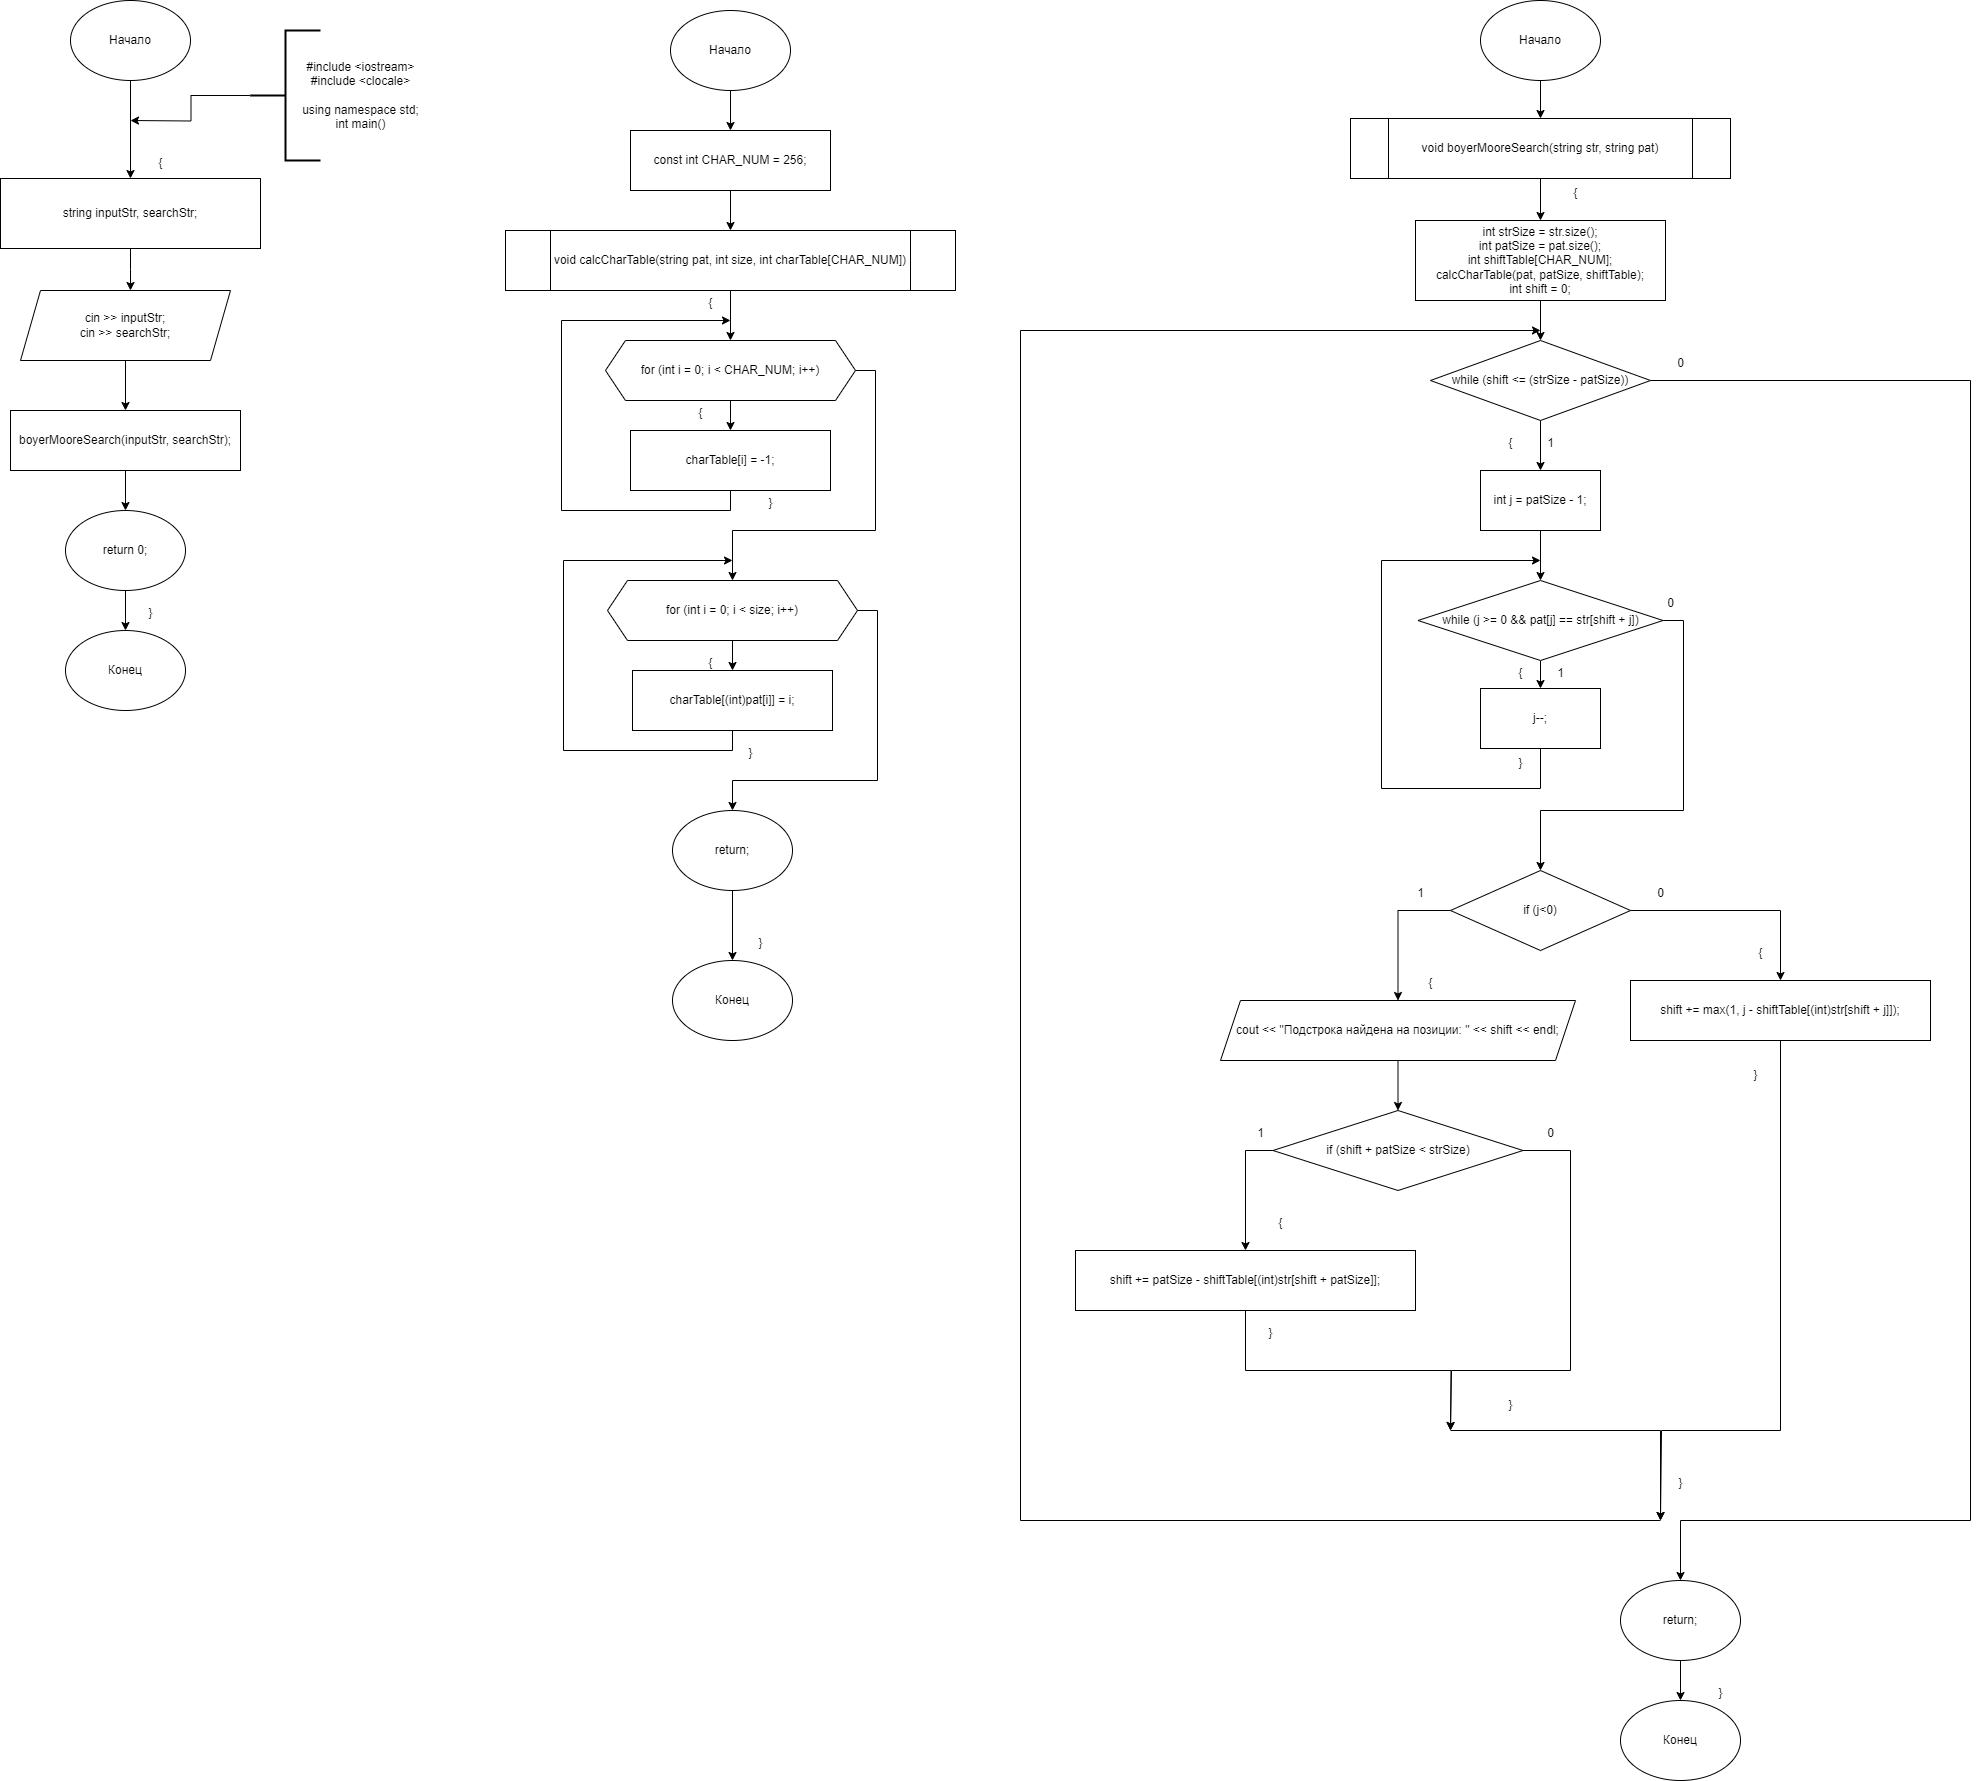 Начало
#include <iostream>
#include <clocale>
using namespace std;
int main()
{
string inputStr, searchStr;
cin >> inputStr;
cin >> searchStr;
boyerMooreSearch(inputStr, searchStr);
return 0;
}
Конец
Начало
const int CHAR_NUM = 256;
void calcCharTable(string pat, int size, int charTable[CHAR_NUM])
{
for (int i = 0; i < CHAR_NUM; i++)
{
charTable[i] = -1;
}
for (int i = 0; i < size; i++)
{
charTable[(int)pat[i]] = i;
}
return;
}
Конец
Начало
void boyerMooreSearch(string str, string pat)
{
int strSize = str.size();
int patSize = pat.size();
int shiftTable[CHAR_NUM];
calcCharTable(pat, patSize, shiftTable);
int shift = 0;
while (shift <= (strSize - patSize))
0
{
1
int j = patSize - 1;
while (j >= 0 && pat[j] == str[shift + j])
0
{
1
j--;
}
if (j<0)
1
0
{
{
cout << "Подстрока найдена на позиции: " << shift << endl;
shift += max(1, j - shiftTable[(int)str[shift + j]]);
}
if (shift + patSize < strSize)
1
0
{
shift += patSize - shiftTable[(int)str[shift + patSize]];
}
}
}
return;
}
Конец